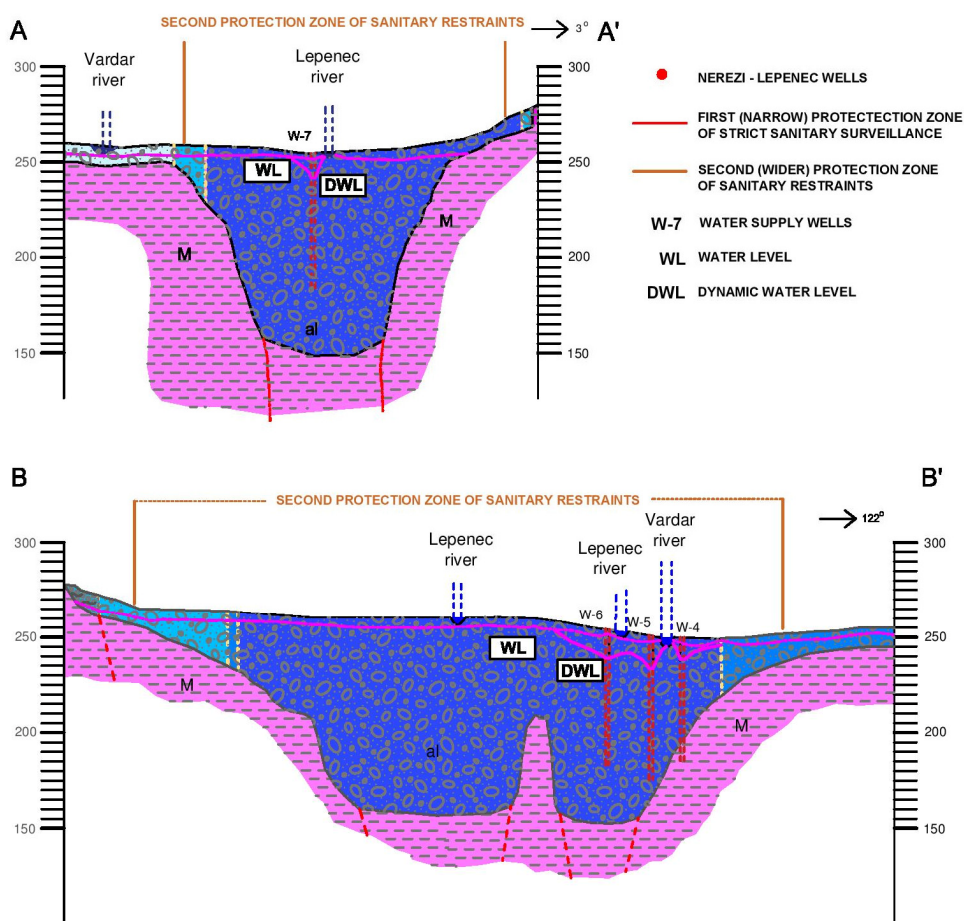 A
SECOND PROTECTION ZONE OF SANITARY RESTRAINTS
3°
A'
Vardar
river
Lepenec
river
300
250
200
150
W-7
WL
DWL
M
M
al
300
250
200
150
NEREZI - LEPENEC WELLS
FIRST (NARROW) PROTECTECTION ZONE
OF STRICT SANITARY SURVEILLANCE
SECOND (WIDER) PROTECTION ZONE
OF SANITARY RESTRAINTS
W-7 WATER SUPPLY WELLS
WL WATER LEVEL
DWL DYNAMIC WATER LEVEL
B
SECOND PROTECTION ZONE OF SANITARY RESTRAINTS
B'
122°
Lepenec
river
Lepenec
river
Vardar
river
300
250
200
150
W-6
W-5
W-4
WL
DWL
M
M
al
300
250
200
150